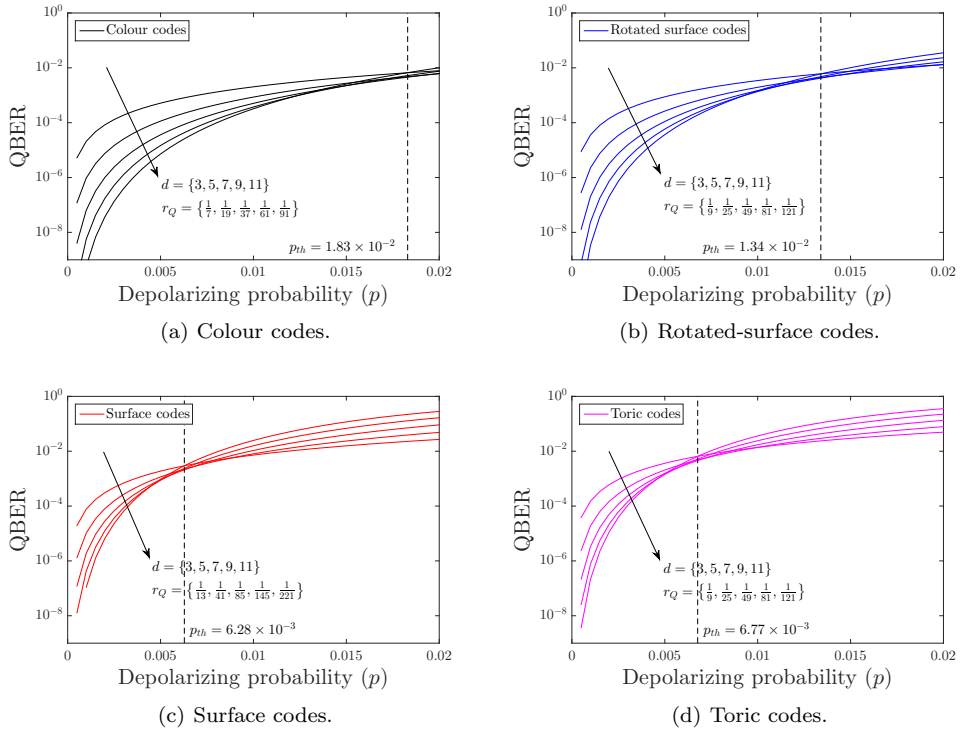 10^0
10^{-2}
10^{-4}
10^{-6}
10^{-8}
QBER
Colour codes
d = {3, 5, 7, 9, 11}
r_Q = {1/7, 1/19, 1/37, 1/61, 1/91}
p_{th} = 1.83 × 10^{-2}
0 0.005 0.01 0.015 0.02
Depolarizing probability (p)
(a) Colour codes.
10^0
10^{-2}
10^{-4}
10^{-6}
10^{-8}
QBER
Rotated surface codes
d = {3, 5, 7, 9, 11}
r_Q = {1/9, 1/25, 1/49, 1/81, 1/121}
p_{th} = 1.34 × 10^{-2}
0 0.005 0.01 0.015 0.02
Depolarizing probability (p)
(b) Rotated-surface codes.
10^0
10^{-2}
10^{-4}
10^{-6}
10^{-8}
QBER
Surface codes
d = {3, 5, 7, 9, 11}
r_Q = {1/13, 1/41, 1/85, 1/145, 1/221}
p_{th} = 6.28 × 10^{-3}
0 0.005 0.01 0.015 0.02
Depolarizing probability (p)
(c) Surface codes.
10^0
10^{-2}
10^{-4}
10^{-6}
10^{-8}
QBER
Toric codes
d = {3, 5, 7, 9, 11}
r_Q = {1/9, 1/25, 1/49, 1/81, 1/121}
p_{th} = 6.77 × 10^{-3}
0 0.005 0.01 0.015 0.02
Depolarizing probability (p)
(d) Toric codes.